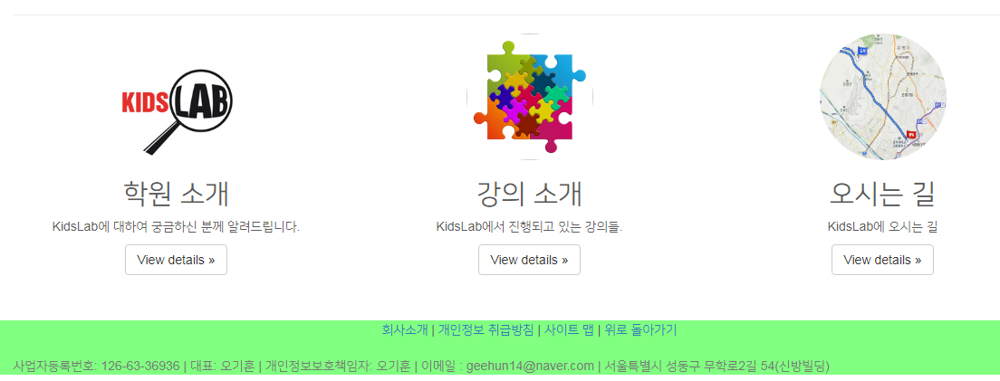 KIDSLAB
학원 소개
KidsLab에 대하여 궁금하신 분께 알려드립니다.
View details »
강의 소개
KidsLab에서 진행되고 있는 강의들.
View details »
오시는 길
KidsLab에 오시는 길
View details »
회사소개 | 개인정보 취급방침 | 사이트 맵 | 위로 돌아가기
사업자등록번호: 126-63-36936 | 대표: 오기훈 | 개인정보보호책임자: 오기훈 | 이메일 : geehun14@naver.com | 서울특별시 성동구 무학로2길 54(신방빌딩)